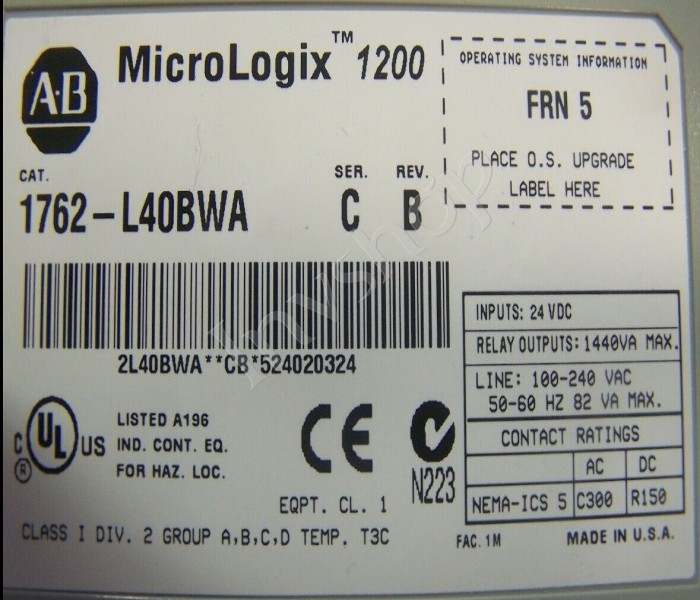 A·B
MicroLogix™ 1200
OPERATING SYSTEM INFORMATION
FRN 5
PLACE O.S. UPGRADE
LABEL HERE
CAT.
SER.
REV.
1762-L40BWA
C
B
2L40BWA**CB*524020324
INPUTS: 24 VDC
RELAY OUTPUTS: 1440VA MAX.
LINE: 100-240 VAC
50-60 HZ 82 VA MAX.
CONTACT RATINGS
AC DC
NEMA-ICS 5 C300 R150
C UL US
®
LISTED A196
IND. CONT. EQ.
FOR HAZ. LOC.
CE
N223
EQPT. CL. 1
CLASS I DIV. 2 GROUP A,B,C,D TEMP. T3C
FAC. 1M
MADE IN U.S.A.
Invshop